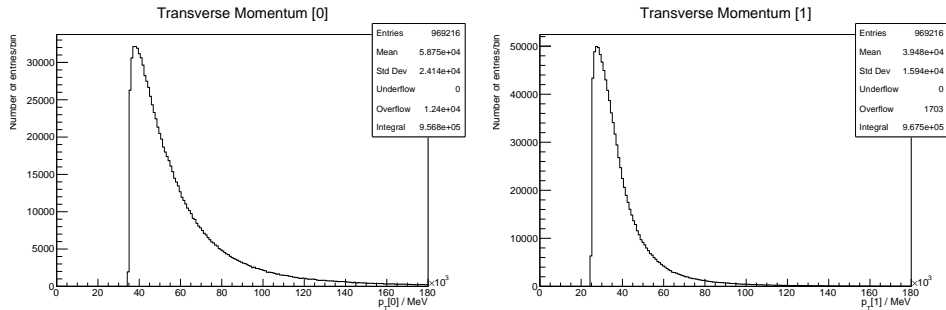 Transverse Momentum [0]
Number of entries/bin
30000
25000
20000
15000
10000
5000
0
0 20 40 60 80 100 120 140 160 180
×10³
p_T[0] / MeV
Entries 969216
Mean 5.875e+04
Std Dev 2.414e+04
Underflow 0
Overflow 1.24e+04
Integral 9.568e+05
Transverse Momentum [1]
Number of entries/bin
50000
40000
30000
20000
10000
0
0 20 40 60 80 100 120 140 160 180
×10³
p_T[1] / MeV
Entries 969216
Mean 3.948e+04
Std Dev 1.594e+04
Underflow 0
Overflow 1703
Integral 9.675e+05